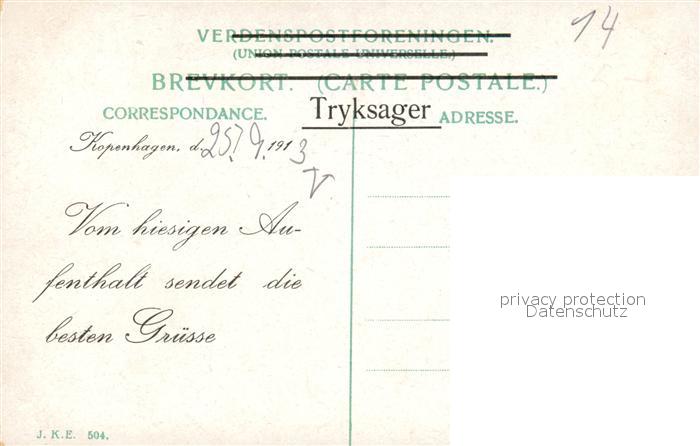 14
VERDENSPOSTFORENINGEN.
(UNION POSTALE UNIVERSELLE.)
BREVKORT. (CARTE POSTALE.)
CORRESPONDANCE. Tryksager ADRESSE.
Kopenhagen, d. 25/9. 1913
V
Vom hiesigen Au-
fenthalt sendet die
besten Grüsse
privacy protection
Datenschutz
J. K. E. 504.